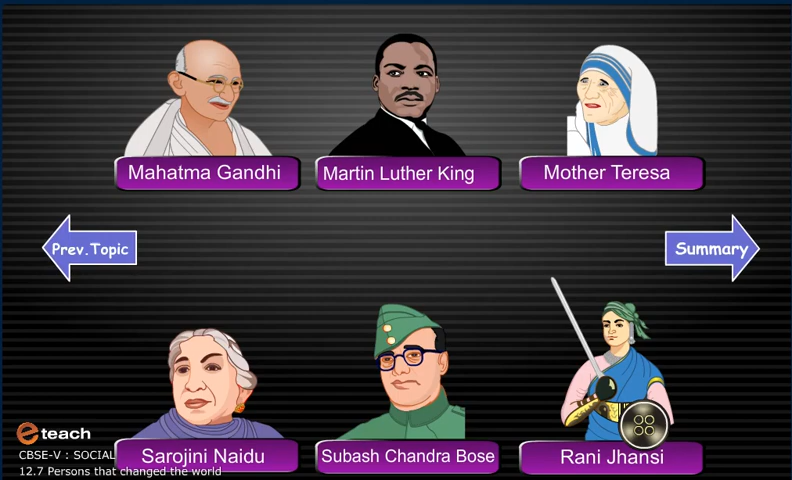 Mahatma Gandhi
Martin Luther King
Mother Teresa
Prev.Topic
Summary
Sarojini Naidu
Subash Chandra Bose
Rani Jhansi
eteach
CBSE-V : SOCIAL
12.7 Persons that changed the world